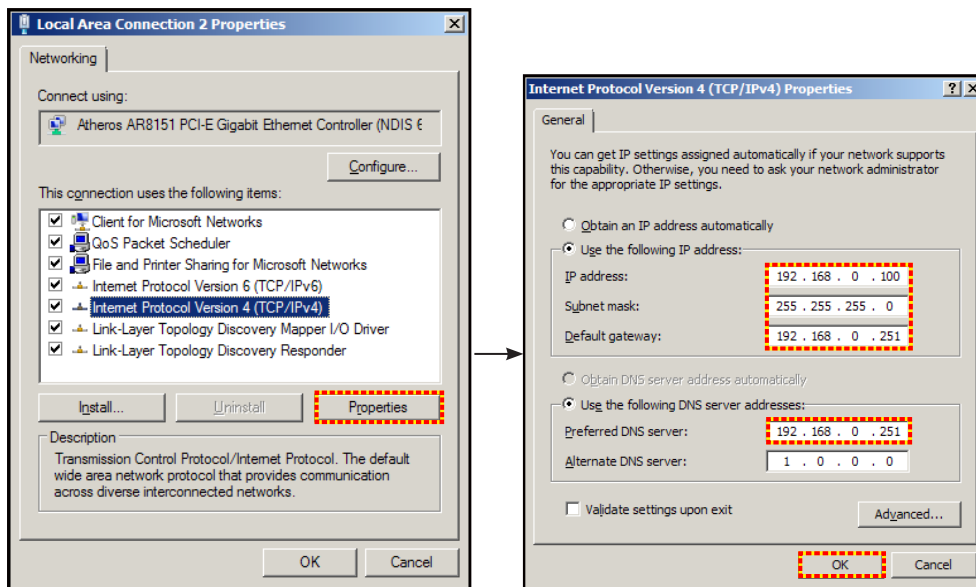 Local Area Connection 2 Properties
Networking
Connect using:
Atheros AR8151 PCI-E Gigabit Ethernet Controller (NDIS 6
Configure...
This connection uses the following items:
Client for Microsoft Networks
QoS Packet Scheduler
File and Printer Sharing for Microsoft Networks
Internet Protocol Version 6 (TCP/IPv6)
Internet Protocol Version 4 (TCP/IPv4)
Link-Layer Topology Discovery Mapper I/O Driver
Link-Layer Topology Discovery Responder
Install...
Uninstall
Properties
Description
Transmission Control Protocol/Internet Protocol. The default
wide area network protocol that provides communication
across diverse interconnected networks.
OK
Cancel
Internet Protocol Version 4 (TCP/IPv4) Properties
General
You can get IP settings assigned automatically if your network supports
this capability. Otherwise, you need to ask your network administrator
for the appropriate IP settings.
Obtain an IP address automatically
Use the following IP address:
IP address: 192 . 168 . 0 . 100
Subnet mask: 255 . 255 . 255 . 0
Default gateway: 192 . 168 . 0 . 251
Obtain DNS server address automatically
Use the following DNS server addresses:
Preferred DNS server: 192 . 168 . 0 . 251
Alternate DNS server: 1 . 0 . 0 . 0
Validate settings upon exit
Advanced...
OK
Cancel